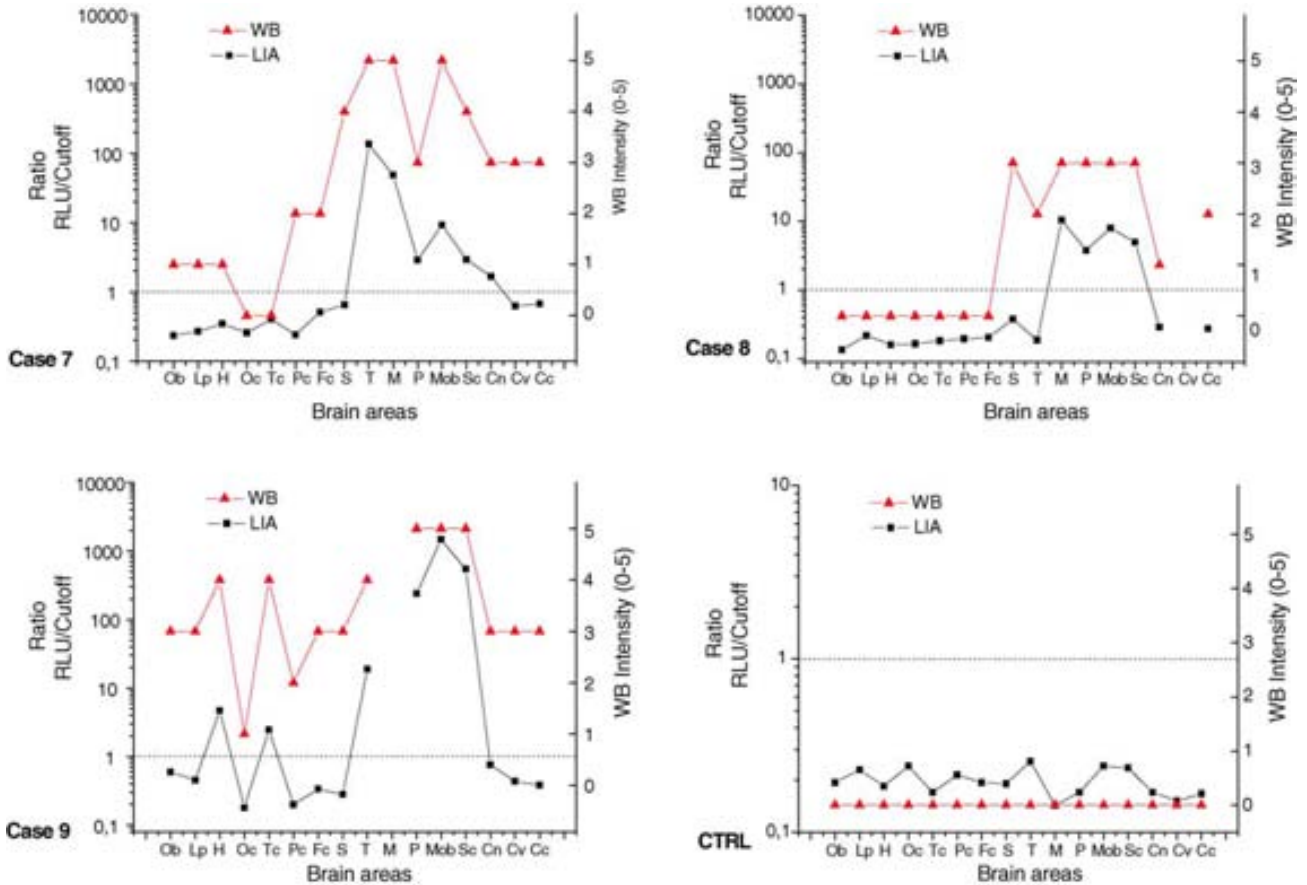 WB
LIA
10000
1000
100
10
1
0,1
Ratio
RLU/Cutoff
5
4
3
2
1
0
WB Intensity (0-5)
Case 7
Ob Lp H Oc Tc Pc Fc S T M P Mob Sc Cn Cv Cc
Brain areas
WB
LIA
10000
1000
100
10
1
0,1
Ratio
RLU/Cutoff
5
4
3
2
1
0
WB Intensity (0-5)
Case 8
Ob Lp H Oc Tc Pc Fc S T M P Mob Sc Cn Cv Cc
Brain areas
WB
LIA
10000
1000
100
10
1
0,1
Ratio
RLU/Cutoff
5
4
3
2
1
0
WB Intensity (0-5)
Case 9
Ob Lp H Oc Tc Pc Fc S T M P Mob Sc Cn Cv Cc
Brain areas
WB
LIA
10
1
0,1
Ratio
RLU/Cutoff
5
4
3
2
1
0
WB Intensity (0-5)
CTRL
Ob Lp H Oc Tc Pc Fc S T M P Mob Sc Cn Cv Cc
Brain areas